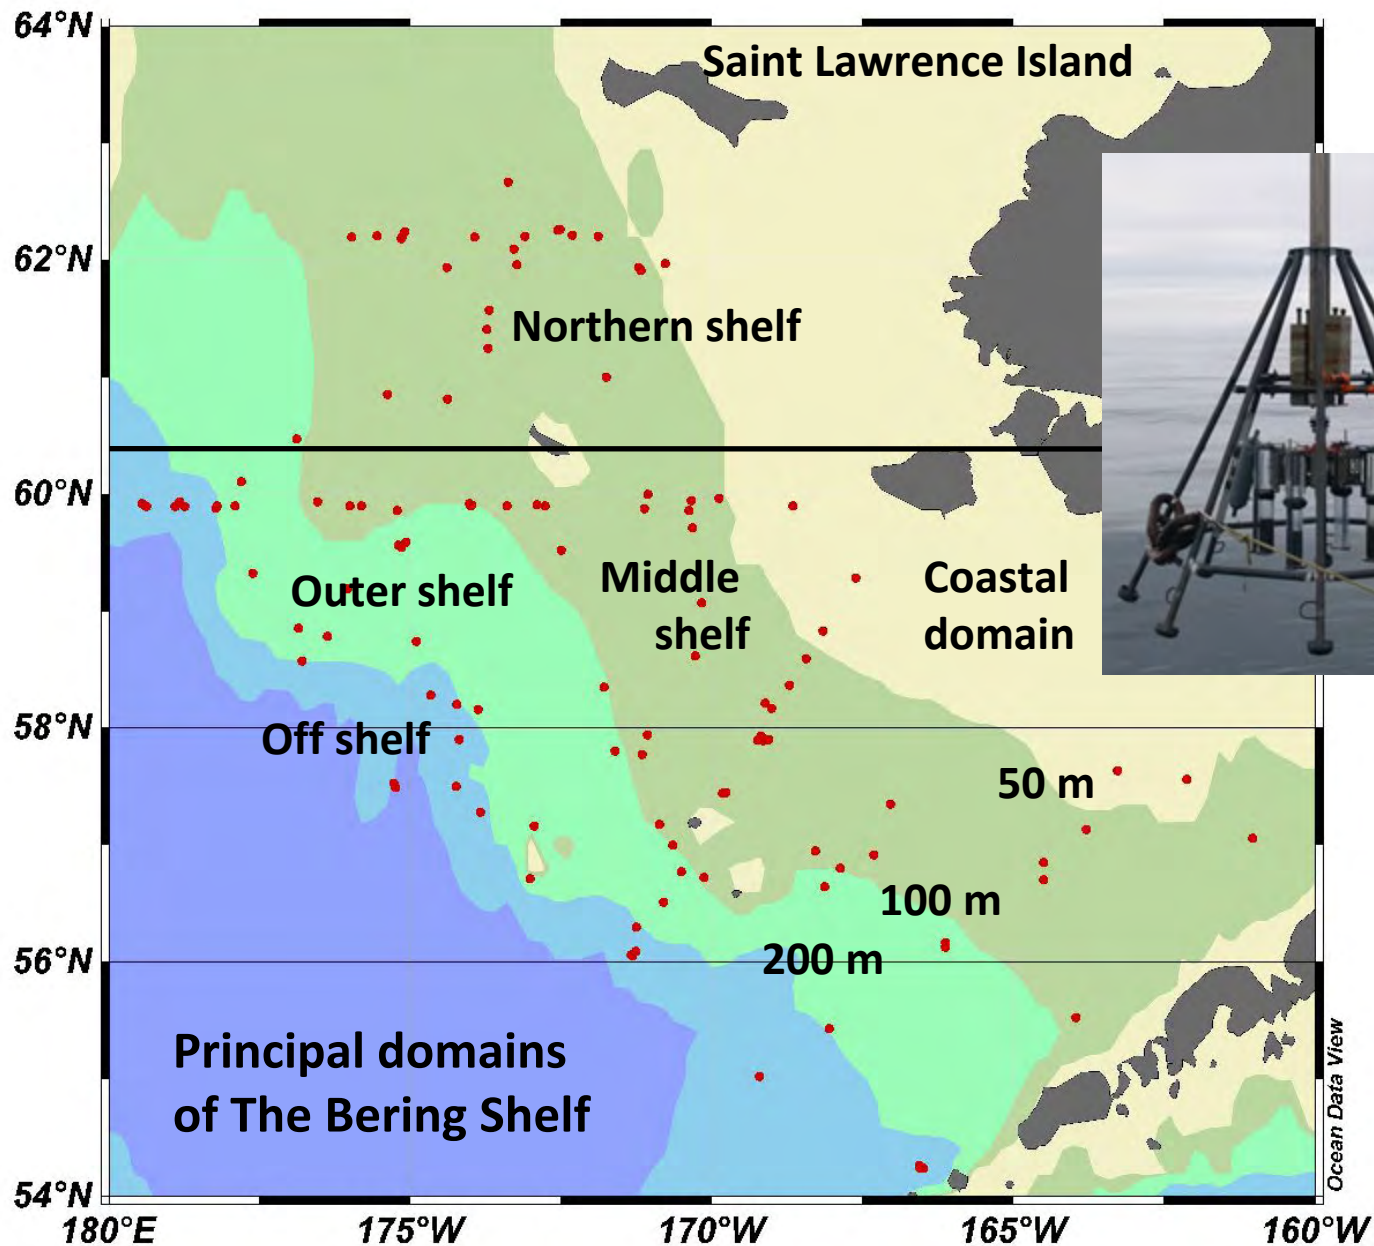 64°N
Saint Lawrence Island
62°N
Northern shelf
60°N
Outer shelf
Middle
shelf
Coastal
domain
58°N
Off shelf
50 m
100 m
56°N
200 m
Principal domains
of The Bering Shelf
Ocean Data View
54°N
180°E
175°W
170°W
165°W
160°W